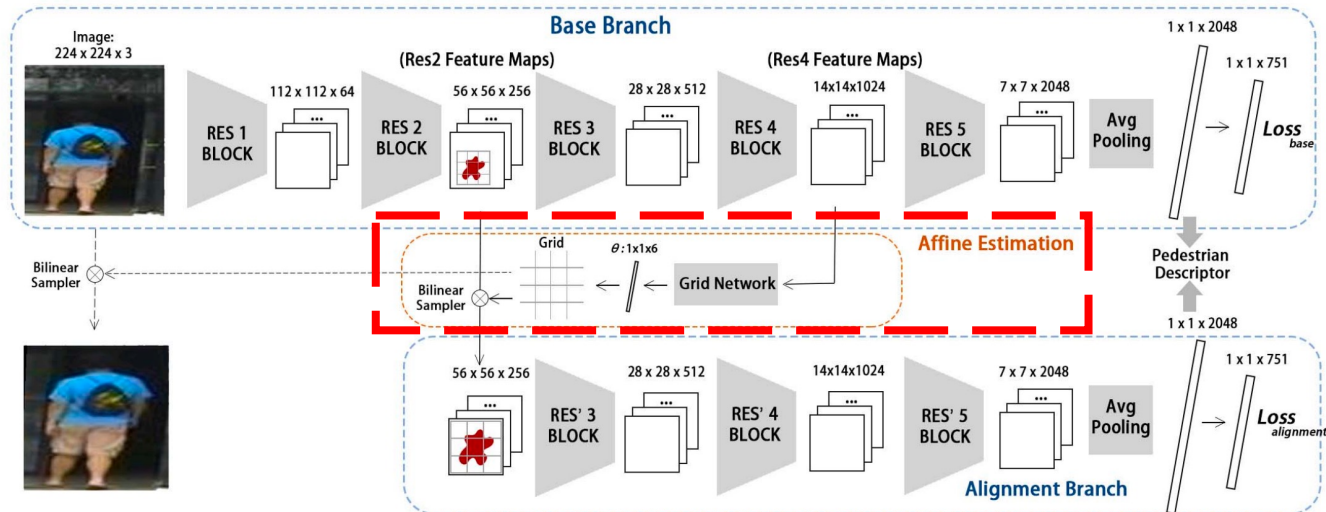 Base Branch
Image:
224 x 224 x 3
(Res2 Feature Maps)
(Res4 Feature Maps)
1 x 1 x 2048
1 x 1 x 751
112 x 112 x 64
56 x 56 x 256
28 x 28 x 512
14x14x1024
7 x 7 x 2048
RES 1
BLOCK
...
RES 2
BLOCK
...
RES 3
BLOCK
...
RES 4
BLOCK
...
RES 5
BLOCK
...
Avg
Pooling
Loss
base
Affine Estimation
Grid
θ : 1x1x6
Grid Network
Bilinear
Sampler
Bilinear
Sampler
Pedestrian
Descriptor
1 x 1 x 2048
1 x 1 x 751
56 x 56 x 256
28 x 28 x 512
14x14x1024
7 x 7 x 2048
...
RES' 3
BLOCK
...
RES' 4
BLOCK
...
RES' 5
BLOCK
...
Avg
Pooling
Loss
alignment
Alignment Branch